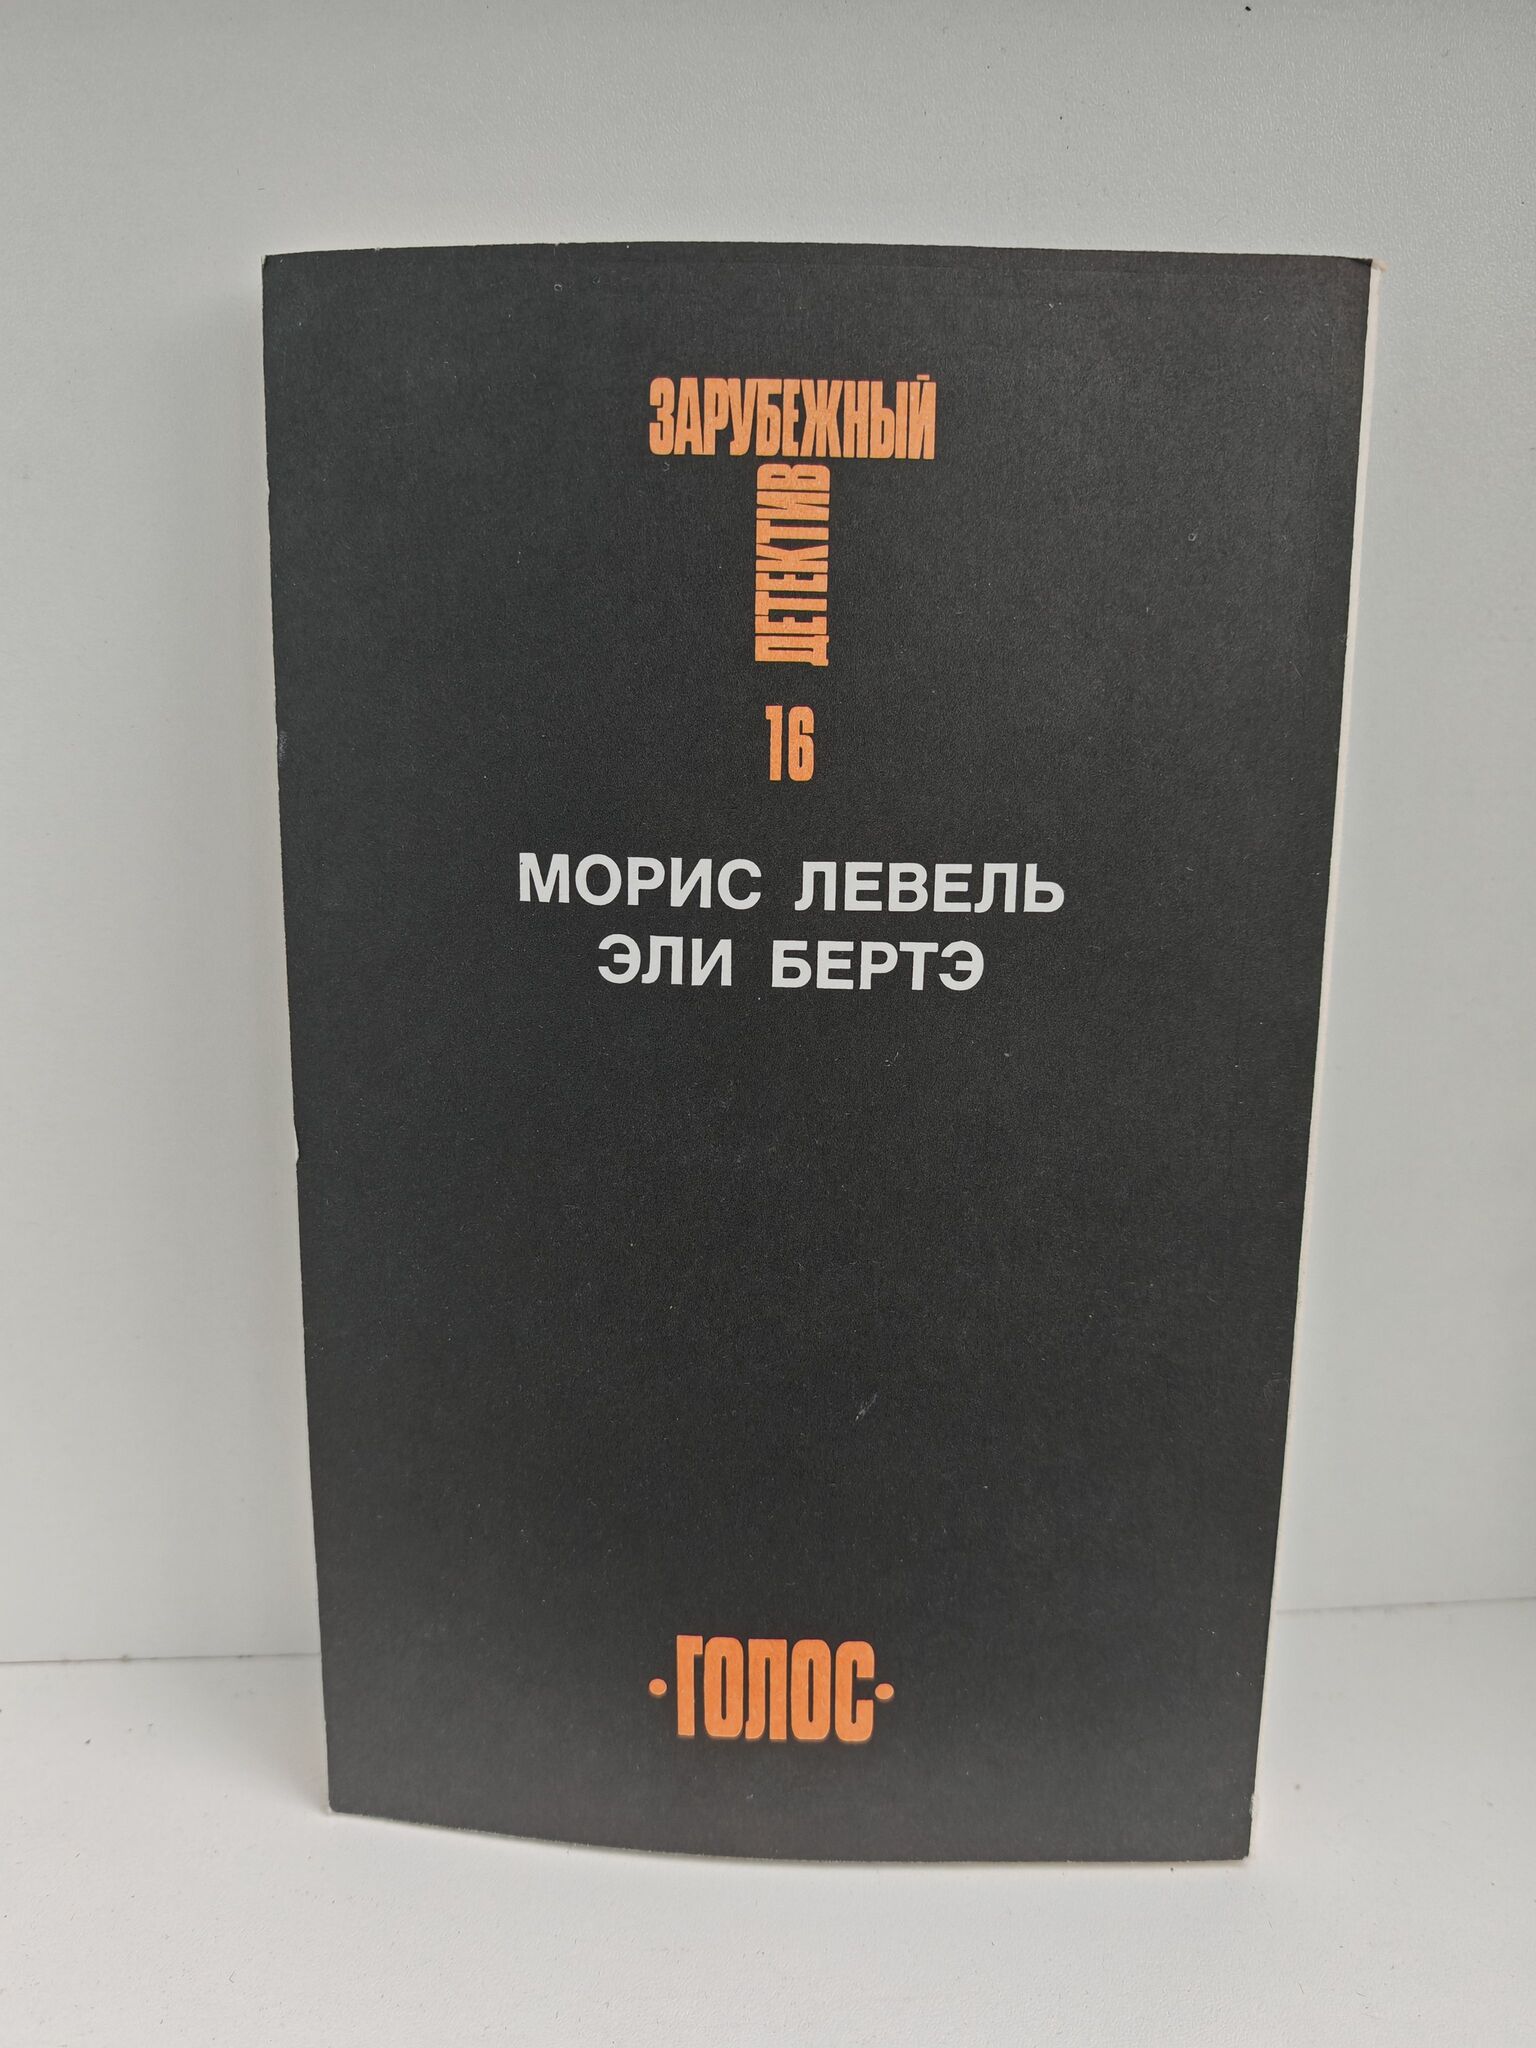 ЗАРУБЕЖНЫЙ
ДЕТЕКТИВ
16
МОРИС ЛЕВЕЛЬ
ЭЛИ БЕРТЭ
·ГОЛОС·